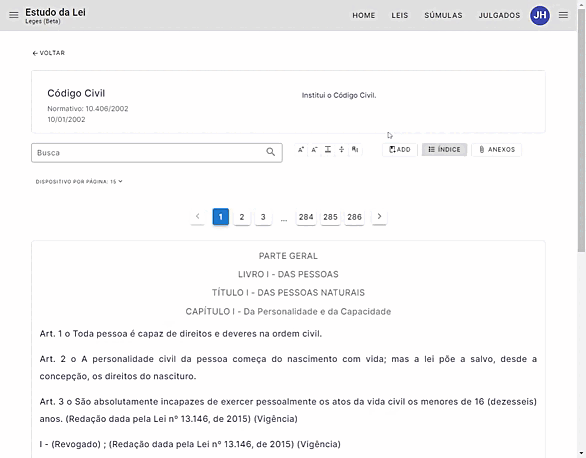 Estudo da Lei
Leges (Beta)
HOME LEIS SÚMULAS JULGADOS JH
VOLTAR
Código Civil
Institui o Código Civil.
Normativo: 10.406/2002
10/01/2002
Busca
ADD ÍNDICE ANEXOS
DISPOSITIVO POR PÁGINA: 15
1 2 3 ... 284 285 286
PARTE GERAL
LIVRO I - DAS PESSOAS
TÍTULO I - DAS PESSOAS NATURAIS
CAPÍTULO I - Da Personalidade e da Capacidade
Art. 1 o Toda pessoa é capaz de direitos e deveres na ordem civil.
Art. 2 o A personalidade civil da pessoa começa do nascimento com vida; mas a lei põe a salvo, desde a
concepção, os direitos do nascituro.
Art. 3 o São absolutamente incapazes de exercer pessoalmente os atos da vida civil os menores de 16 (dezesseis)
anos. (Redação dada pela Lei nº 13.146, de 2015) (Vigência)
I - (Revogado) ; (Redação dada pela Lei nº 13.146, de 2015) (Vigência)